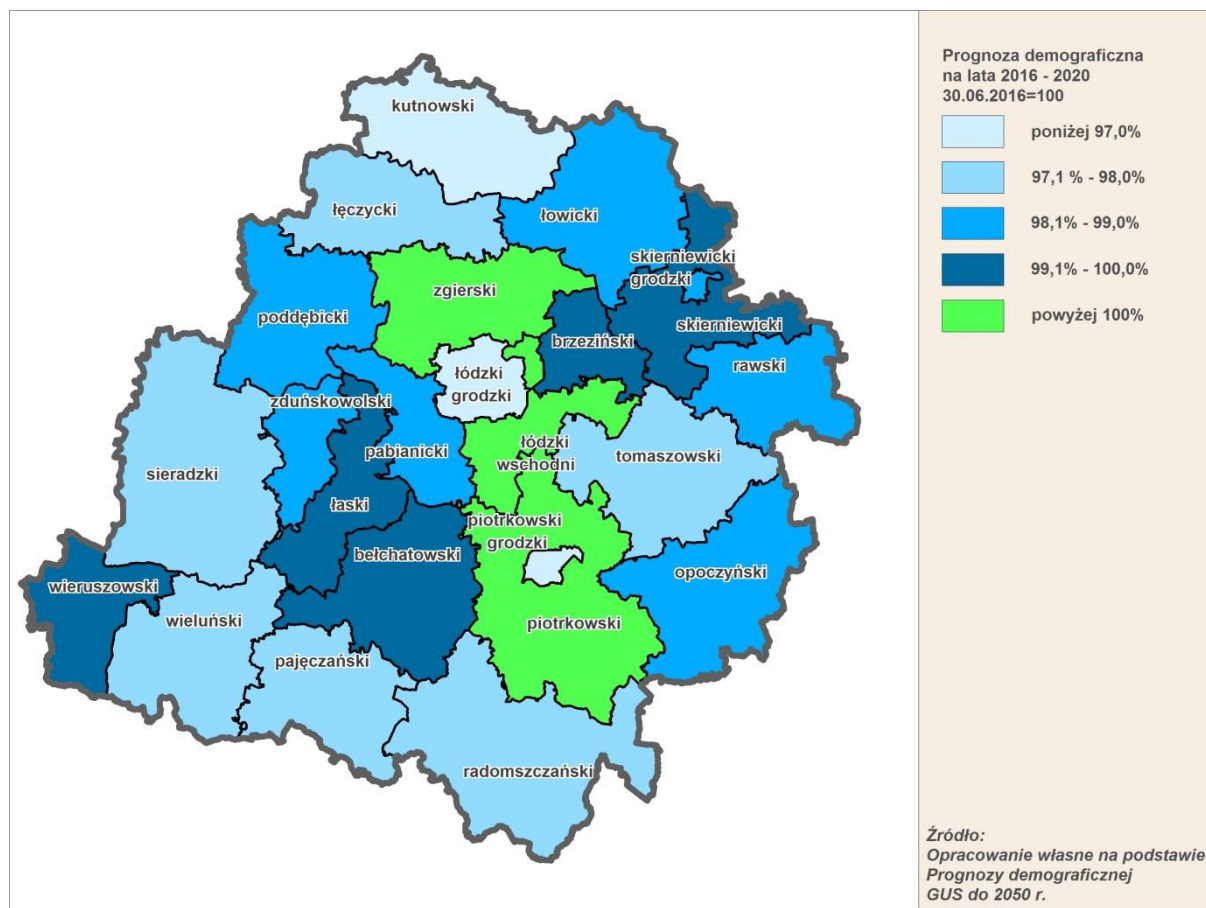 Prognoza demograficzna
na lata 2016 - 2020
30.06.2016=100
poniżej 97,0%
97,1 % - 98,0%
98,1% - 99,0%
99,1% - 100,0%
powyżej 100%
kutnowski
łęczycki
łowicki
skierniewicki
grodzki
zgierski
poddębicki
brzeziński
skierniewicki
rawski
łódzki
grodzki
zduńskowolski
pabianicki
łódzki
wschodni
tomaszowski
sieradzki
łaski
piotrkowski
grodzki
bełchatowski
opoczyński
wieruszowski
wieluński
piotrkowski
pajęczański
radomszczański
Źródło:
Opracowanie własne na podstawie
Prognozy demograficznej
GUS do 2050 r.